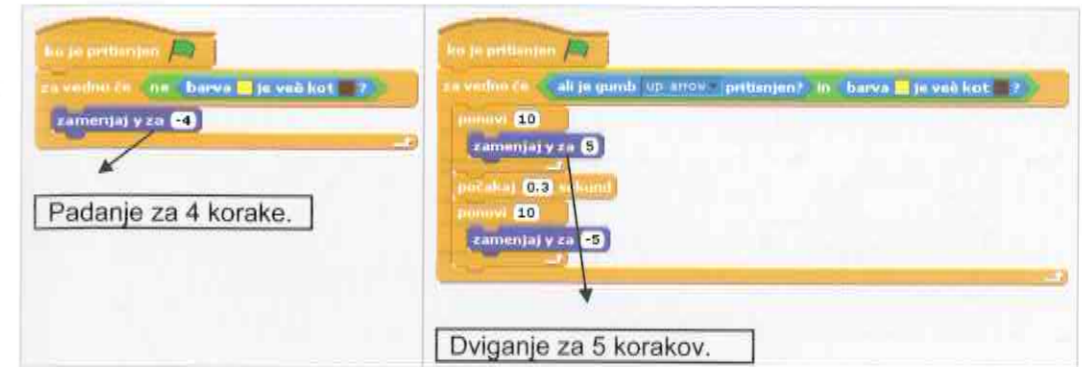 ko je pritisnjen
za vedno če ne barva je več kot ?
zamenjaj y za -4
Padanje za 4 korake.
ko je pritisnjen
za vedno če ali je gumb up arrow pritisnjen? in barva je več kot ?
ponovi 10
zamenjaj y za 5
počakaj 0.3 sekund
ponovi 10
zamenjaj y za -5
Dviganje za 5 korakov.